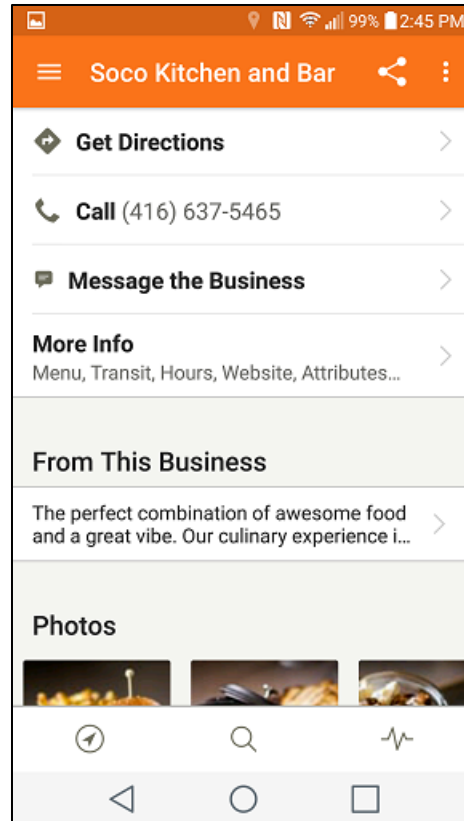 99% 2:45 PM
Soco Kitchen and Bar
Get Directions
Call (416) 637-5465
Message the Business
More Info
Menu, Transit, Hours, Website, Attributes...
From This Business
The perfect combination of awesome food
and a great vibe. Our culinary experience i...
Photos